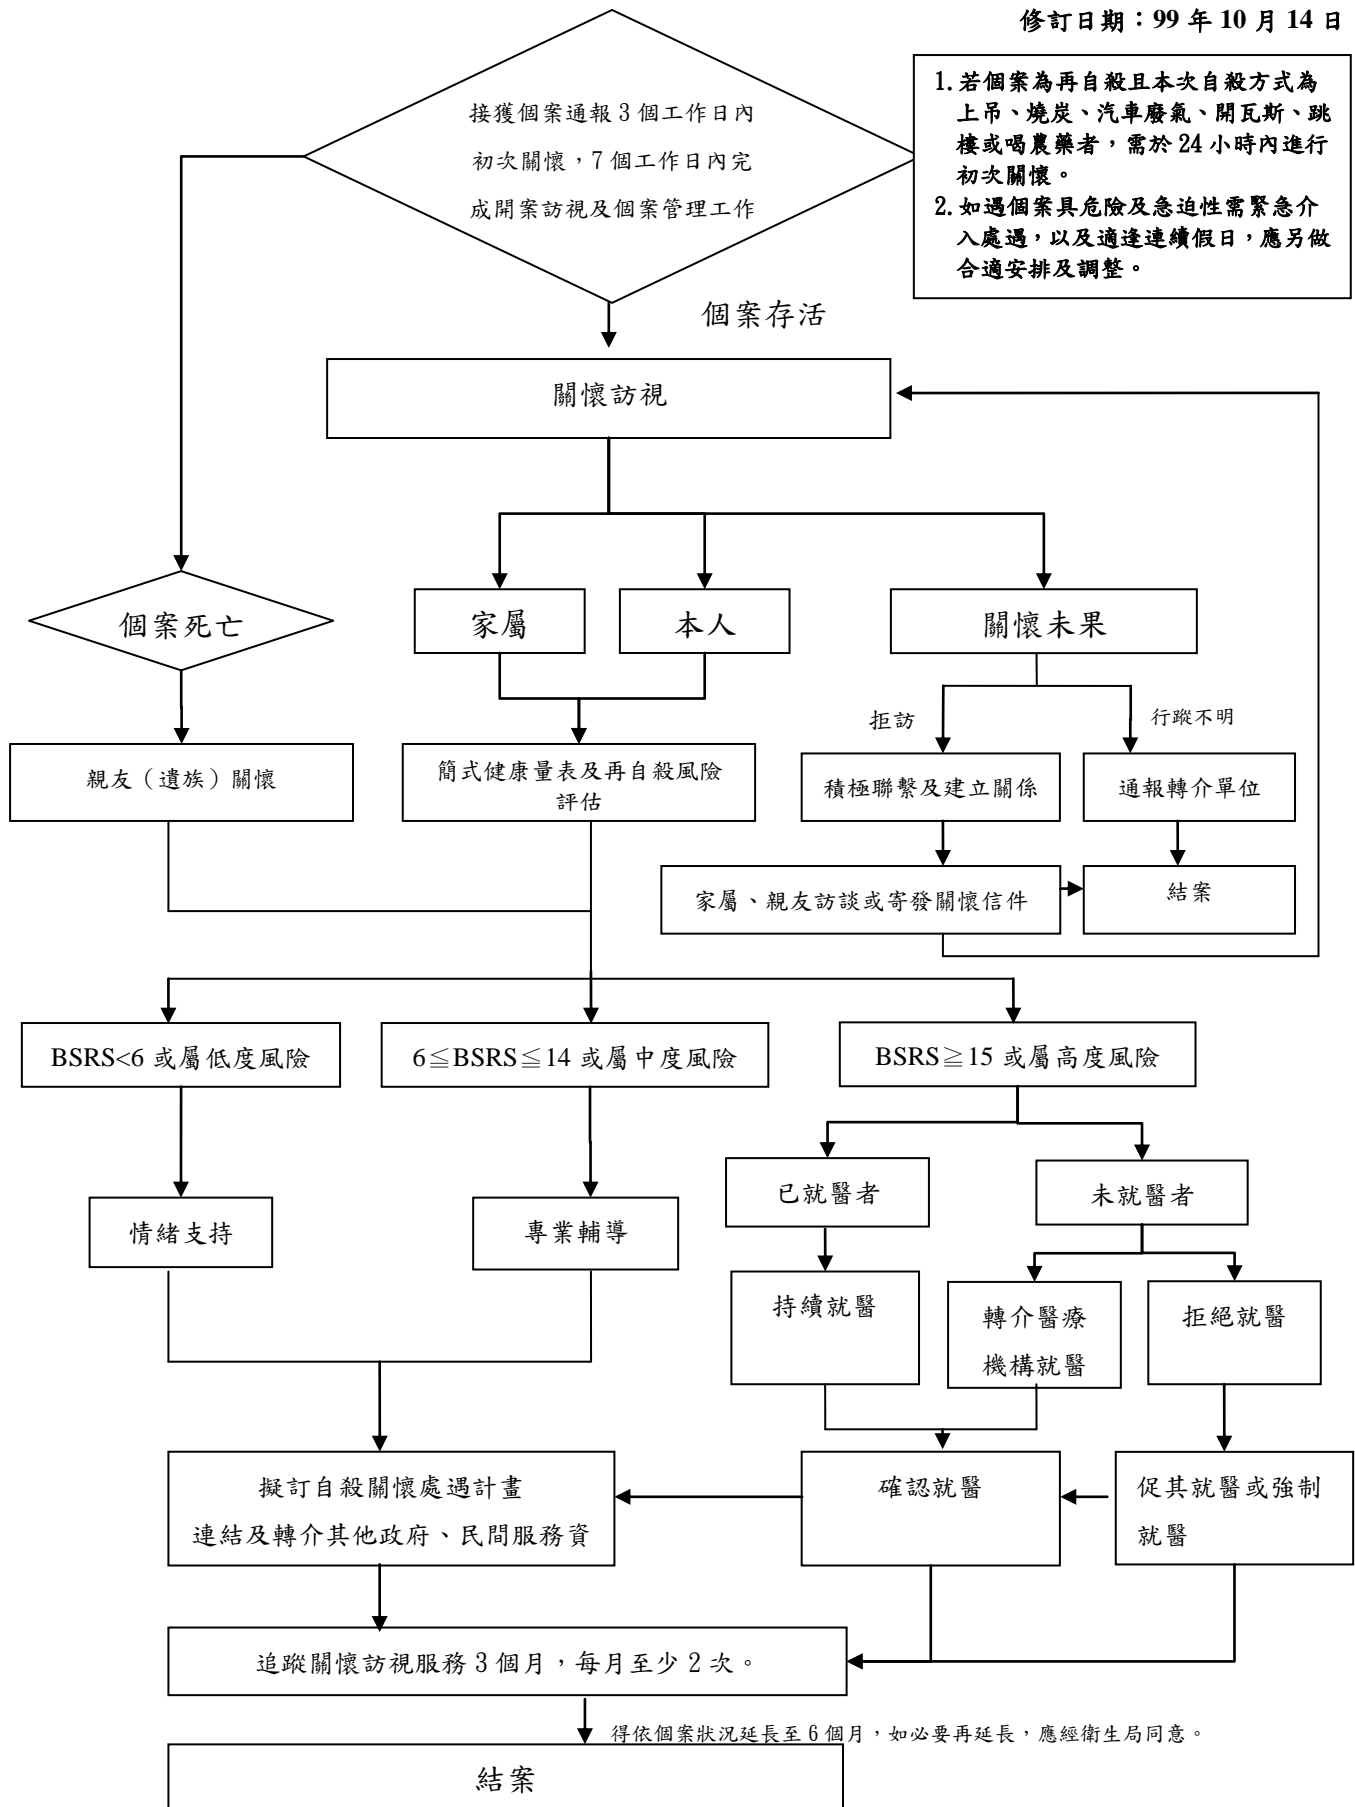 修訂日期：99 年 10 月 14 日
1. 若個案為再自殺且本次自殺方式為
上吊、燒炭、汽車廢氣、開瓦斯、跳
樓或喝農藥者，需於 24 小時內進行
初次關懷。
2. 如遇個案具危險及急迫性需緊急介
入處遇，以及適逢連續假日，應另做
合適安排及調整。
接獲個案通報 3 個工作日內
初次關懷，7 個工作日內完
成開案訪視及個案管理工作
個案存活
關懷訪視
個案死亡
家屬
本人
關懷未果
拒訪
行蹤不明
親友（遺族）關懷
簡式健康量表及再自殺風險
評估
積極聯繫及建立關係
通報轉介單位
家屬、親友訪談或寄發關懷信件
結案
BSRS<6 或屬低度風險
6≦BSRS≦14 或屬中度風險
BSRS≧15 或屬高度風險
已就醫者
未就醫者
情緒支持
專業輔導
持續就醫
轉介醫療
機構就醫
拒絕就醫
擬訂自殺關懷處遇計畫
連結及轉介其他政府、民間服務資
確認就醫
促其就醫或強制
就醫
追蹤關懷訪視服務 3 個月，每月至少 2 次。
得依個案狀況延長至 6 個月，如必要再延長，應經衛生局同意。
結案